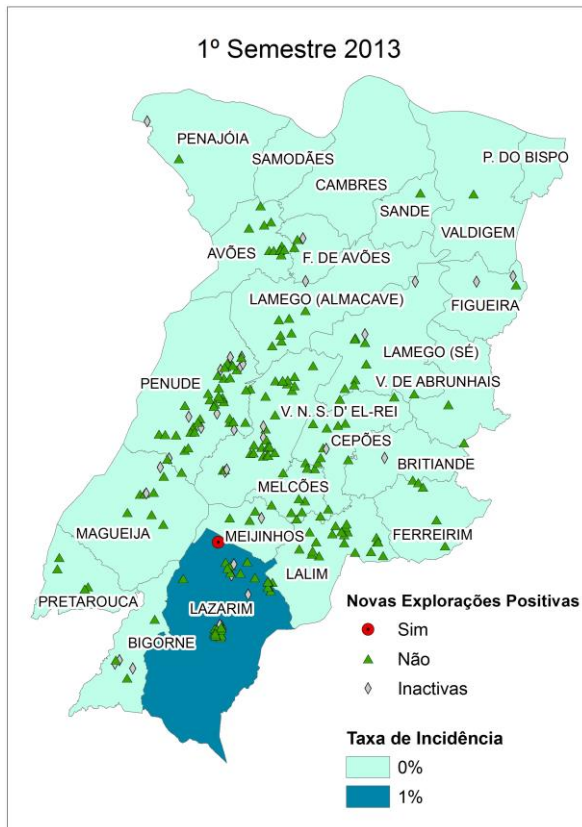 1º Semestre 2013
PENAJÓIA
SAMODÃES
P. DO BISPO
CAMBRES
SANDE
VALDIGEM
AVÕES
F. DE AVÕES
LAMEGO (ALMACAVE)
FIGUEIRA
LAMEGO (SÉ)
PENUDE
V. DE ABRUNHAIS
V. N. S. D' EL-REI
CEPÕES
BRITIANDE
MELCÕES
MAGUEIJA
MEIJINHOS
FERREIRIM
LALIM
PRETAROUCA
LAZARIM
BIGORNE
Novas Explorações Positivas
Sim
Não
Inactivas
Taxa de Incidência
0%
1%